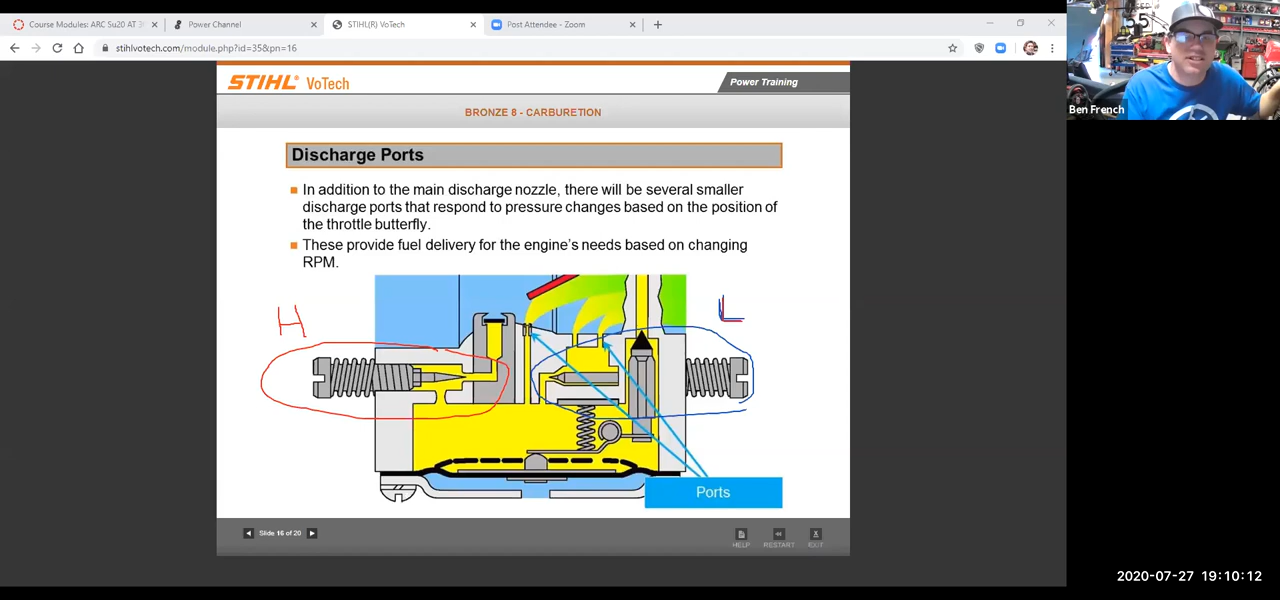 Course Modules: ARC Su20 AT
Power Channel
STIHL(R) VoTech
Post Attendee - Zoom
stihlvotech.com/module.php?id=35&pn=16
STIHL VoTech
Power Training
BRONZE 8 - CARBURETION
Discharge Ports
In addition to the main discharge nozzle, there will be several smaller
discharge ports that respond to pressure changes based on the position of
the throttle butterfly.
These provide fuel delivery for the engine's needs based on changing
RPM.
H
L
Ports
Slide 16 of 20
HELP
RESTART
EXIT
Ben French
2020-07-27 19:10:12